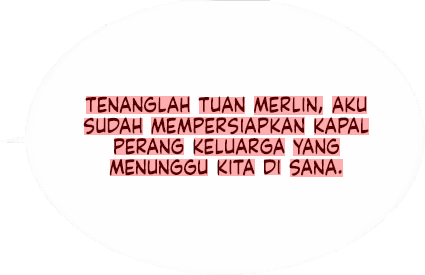 TENANGLAH TUAN MERLIN, AKU
SUDAH MEMPERSIAPKAN KAPAL
PERANG KELUARGA YANG
MENUNGGU KITA DI SANA.